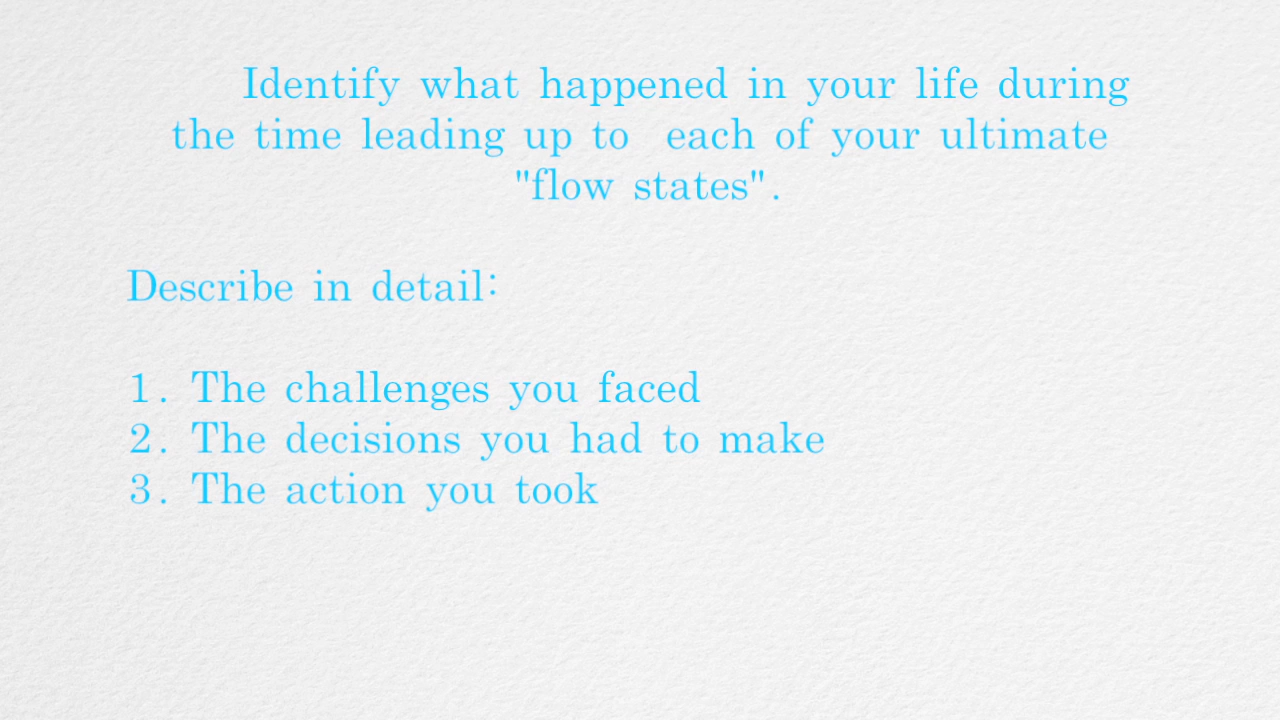 Identify what happened in your life during
the time leading up to each of your ultimate
"flow states".
Describe in detail:
1. The challenges you faced
2. The decisions you had to make
3. The action you took